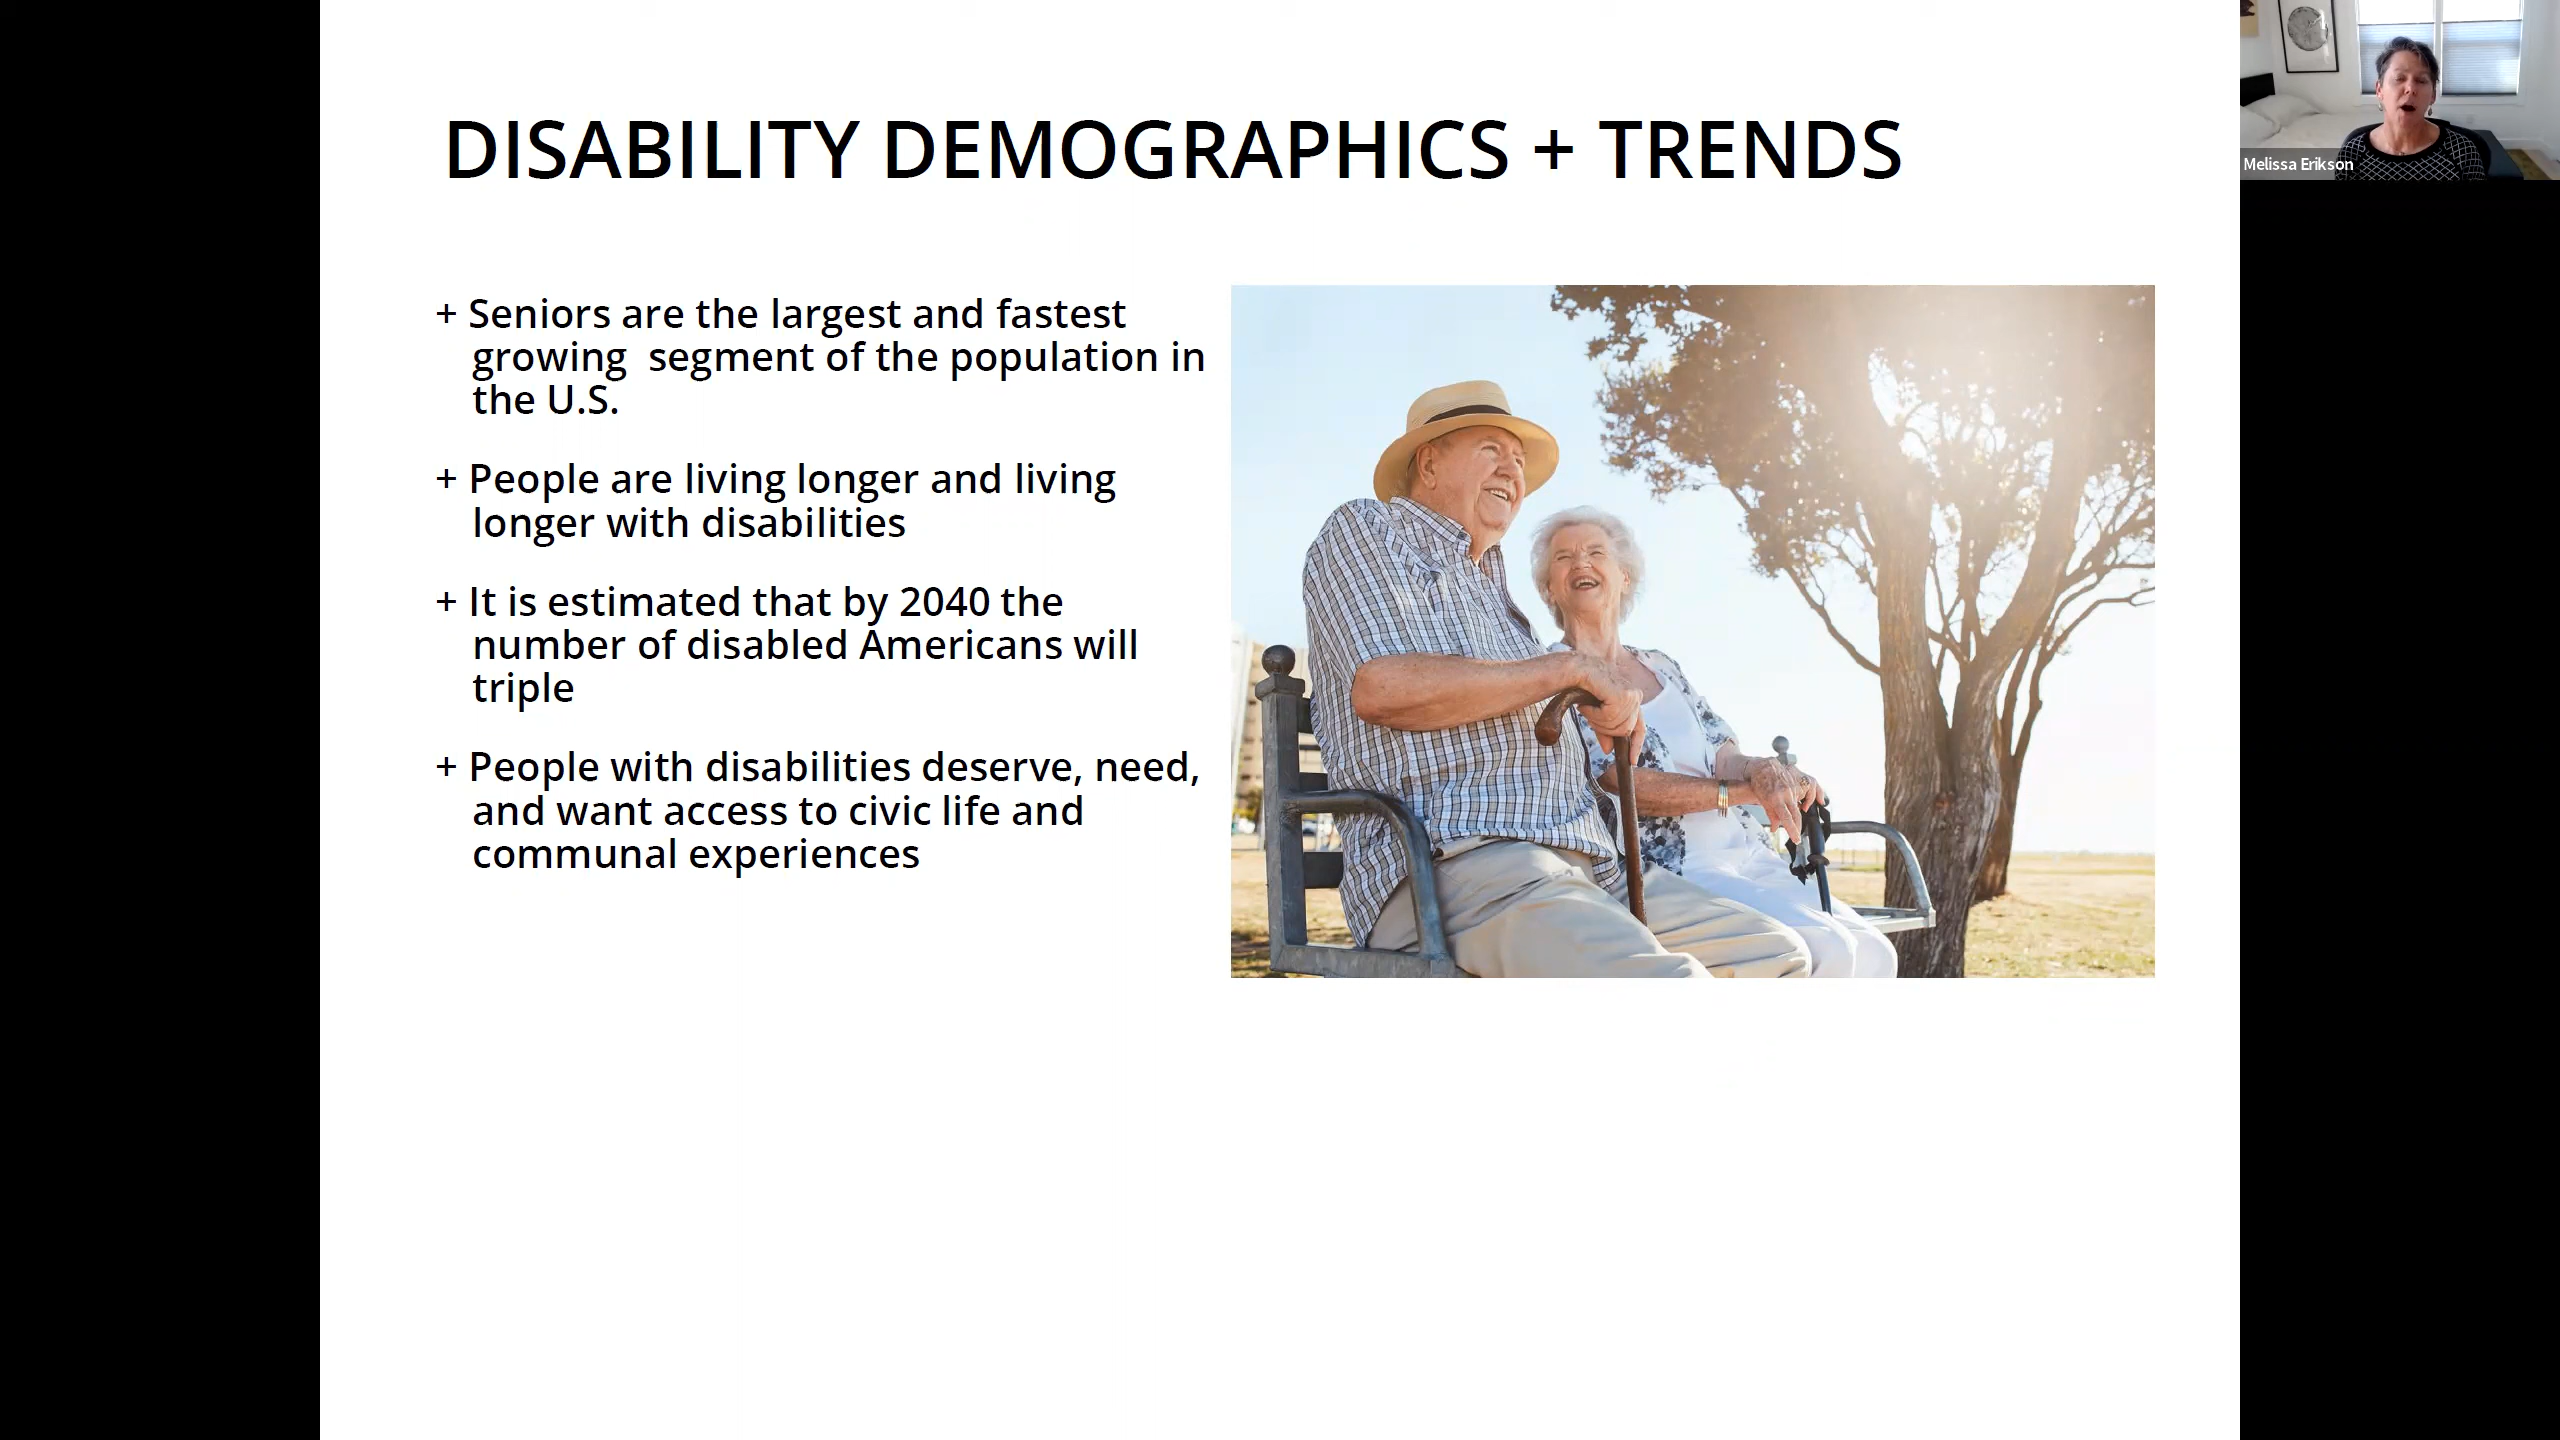 DISABILITY DEMOGRAPHICS + TRENDS
Melissa Erikson
+ Seniors are the largest and fastest
growing  segment of the population in
the U.S.
+ People are living longer and living
longer with disabilities
+ It is estimated that by 2040 the
number of disabled Americans will
triple
+ People with disabilities deserve, need,
and want access to civic life and
communal experiences